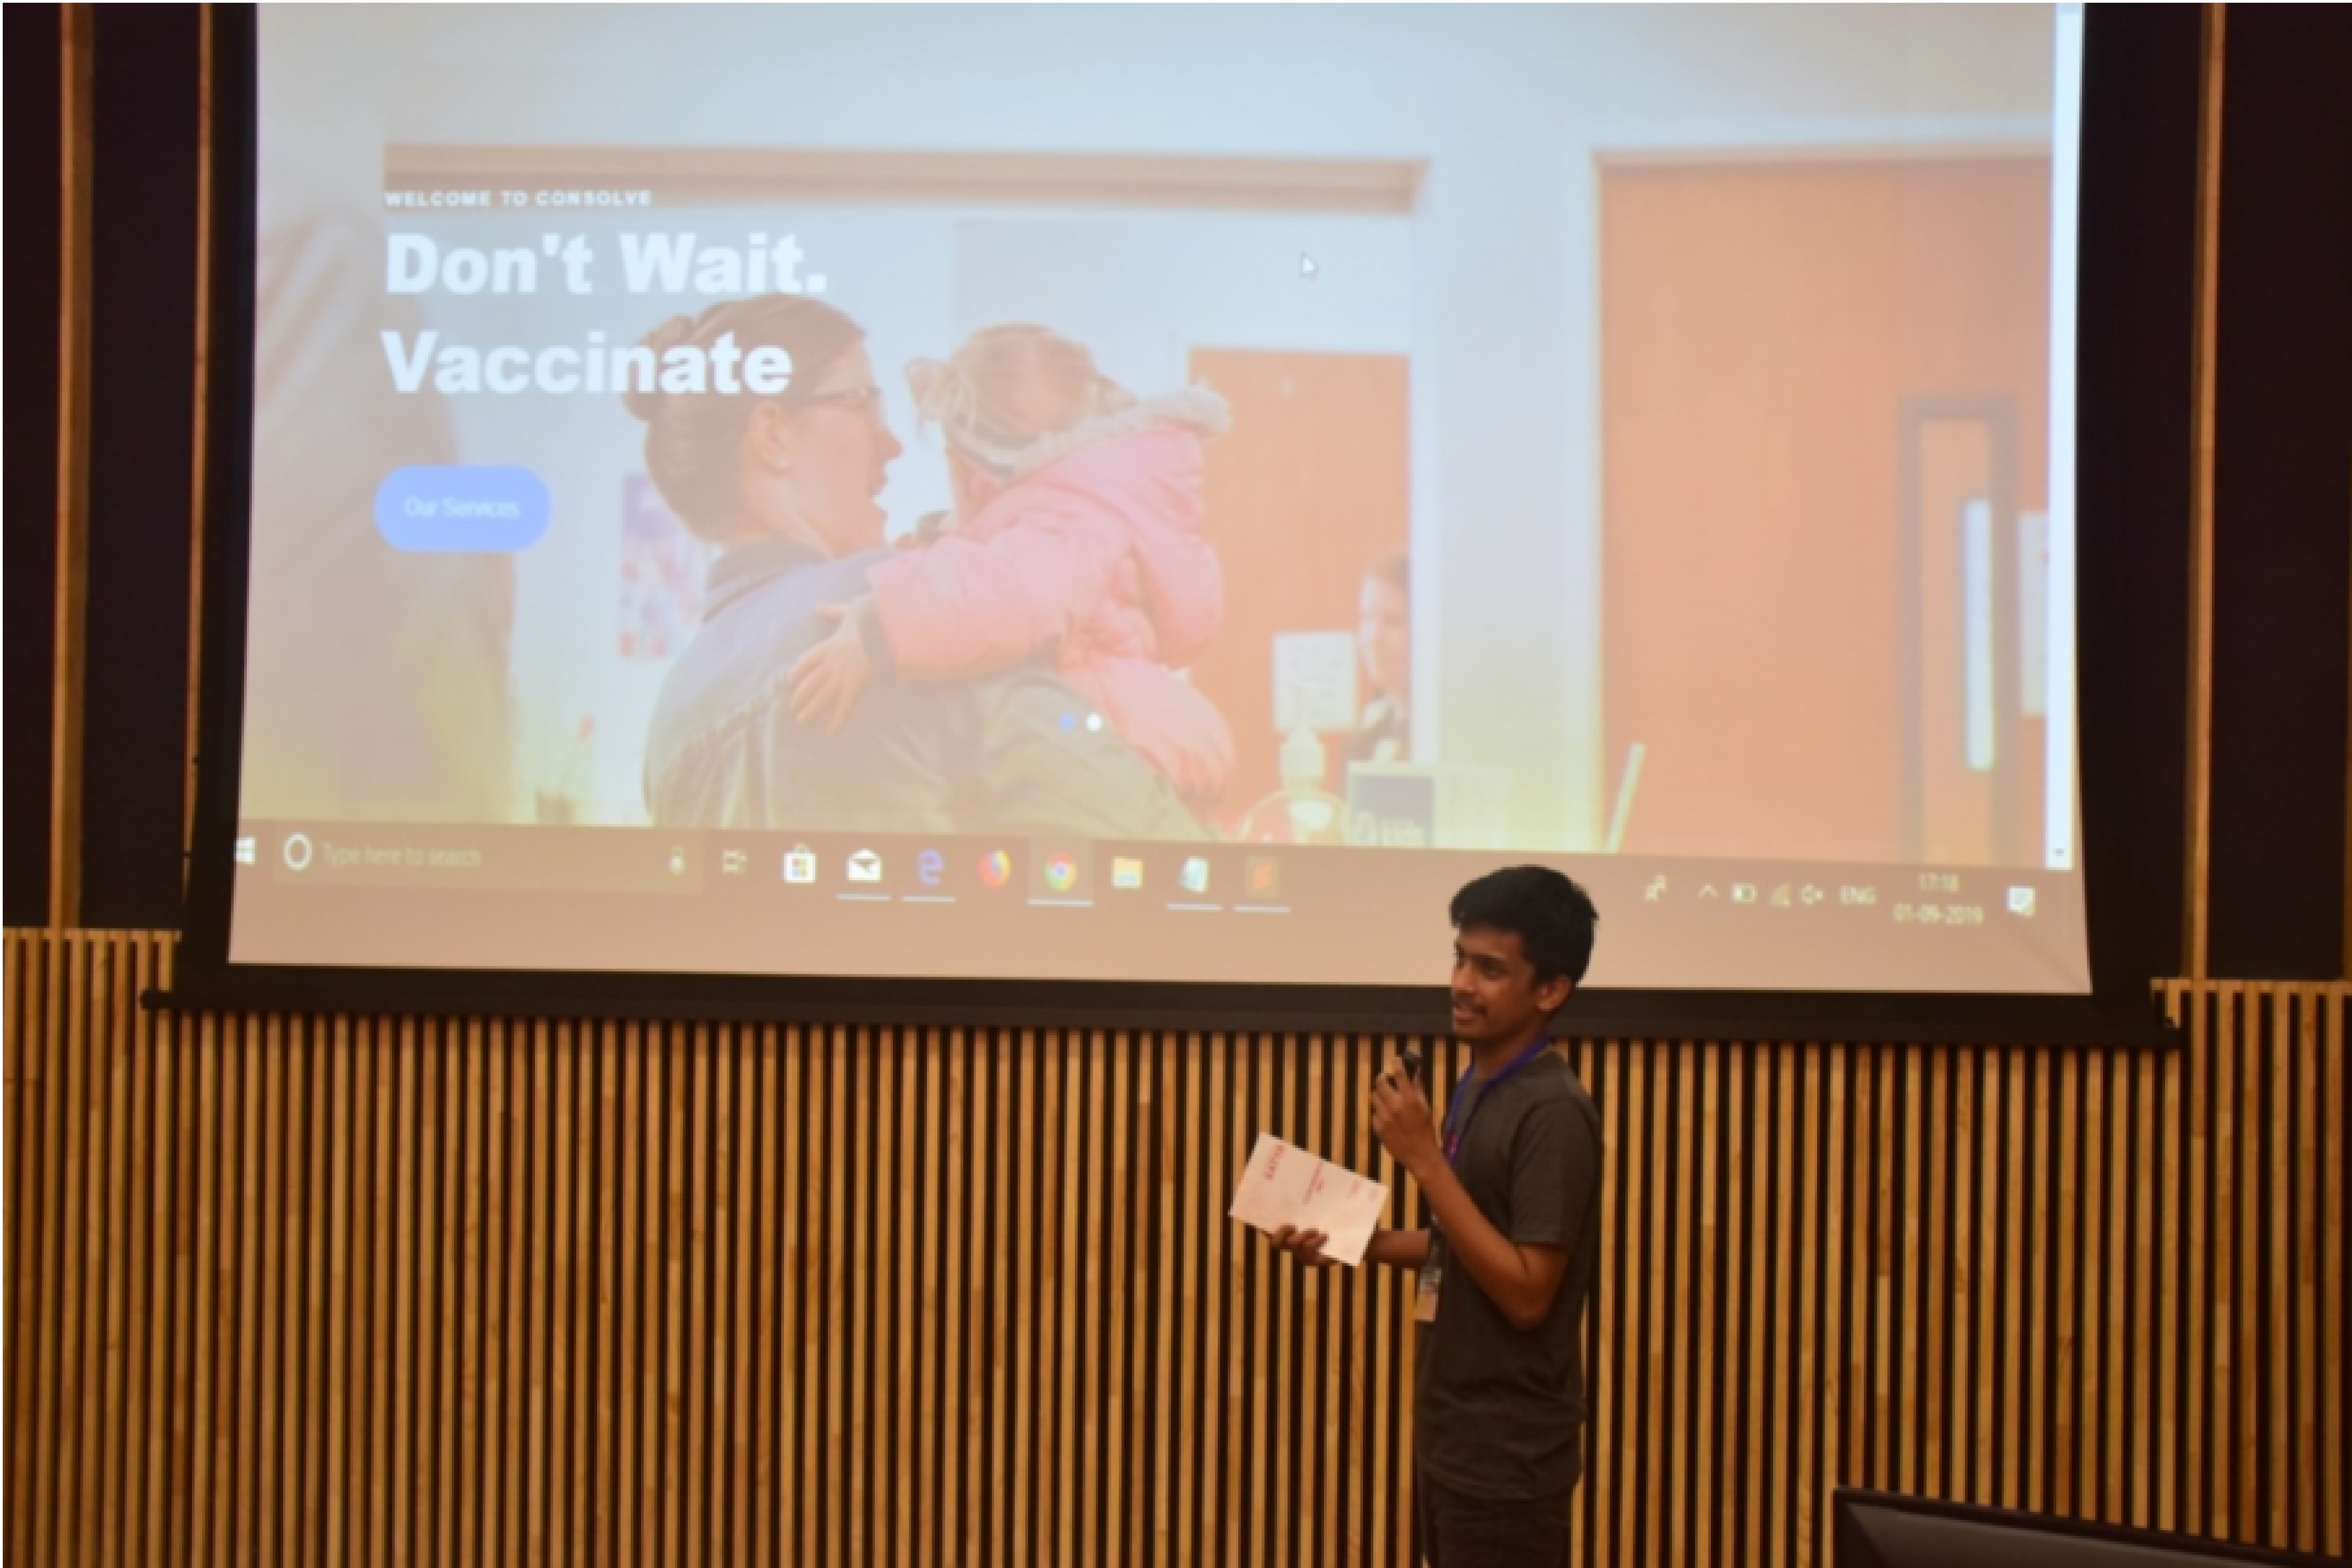 WELCOME TO CONSOLVE
Don't Wait.
Vaccinate
Our Services
Type here to search
ENG
17:18
01-09-2019